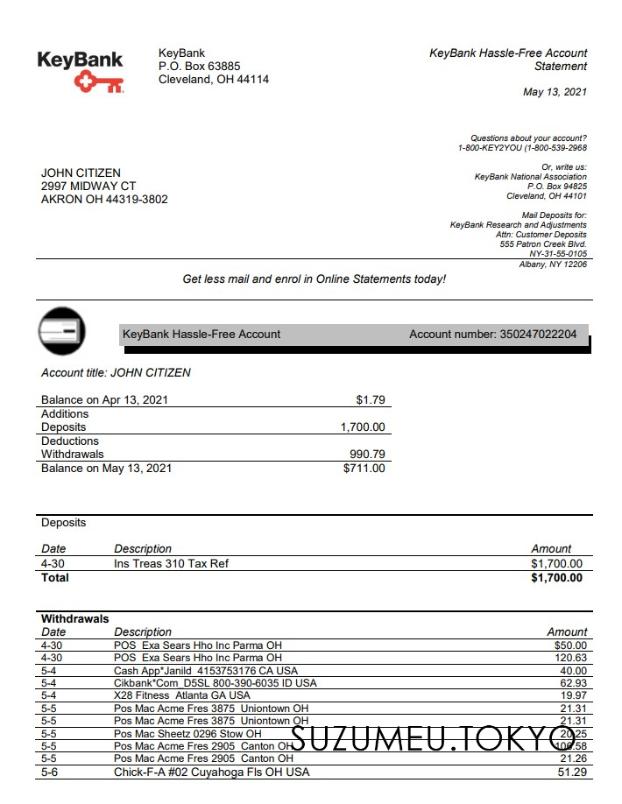 KeyBank
KeyBank
P.O. Box 63885
Cleveland, OH 44114
KeyBank Hassle-Free Account
Statement
May 13, 2021
Questions about your account?
1-800-KEY2YOU (1-800-539-2968
Or, write us:
KeyBank National Association
P.O. Box 94825
Cleveland, OH 44101
Mail Deposits for:
KeyBank Research and Adjustments
Attn: Customer Deposits
555 Patron Creek Blvd.
NY-31-55-0105
Albany, NY 12206
JOHN CITIZEN
2997 MIDWAY CT
AKRON OH 44319-3802
Get less mail and enrol in Online Statements today!
KeyBank Hassle-Free Account Account number: 350247022204
Account title: JOHN CITIZEN
Balance on Apr 13, 2021 $1.79
Additions
Deposits 1,700.00
Deductions
Withdrawals 990.79
Balance on May 13, 2021 $711.00
Deposits
Date Description Amount
4-30 Ins Treas 310 Tax Ref $1,700.00
Total $1,700.00
Withdrawals
Date Description Amount
4-30 POS Exa Sears Hho Inc Parma OH $50.00
4-30 POS Exa Sears Hho Inc Parma OH 120.63
5-4 Cash App*Janild 4153753176 CA USA 40.00
5-4 Cikbank*Com_D5SL 800-390-6035 ID USA 62.93
5-4 X28 Fitness Atlanta GA USA 19.97
5-5 Pos Mac Acme Fres 3875 Uniontown OH 21.31
5-5 Pos Mac Acme Fres 3875 Uniontown OH 21.31
5-5 Pos Mac Sheetz 0296 Stow OH 20.25
5-5 Pos Mac Acme Fres 2905 Canton OH
5-5 Pos Mac Acme Fres 2905 Canton OH 21.26
5-6 Chick-F-A #02 Cuyahoga Fls OH USA 51.29
SUZUMEU.TOKYO